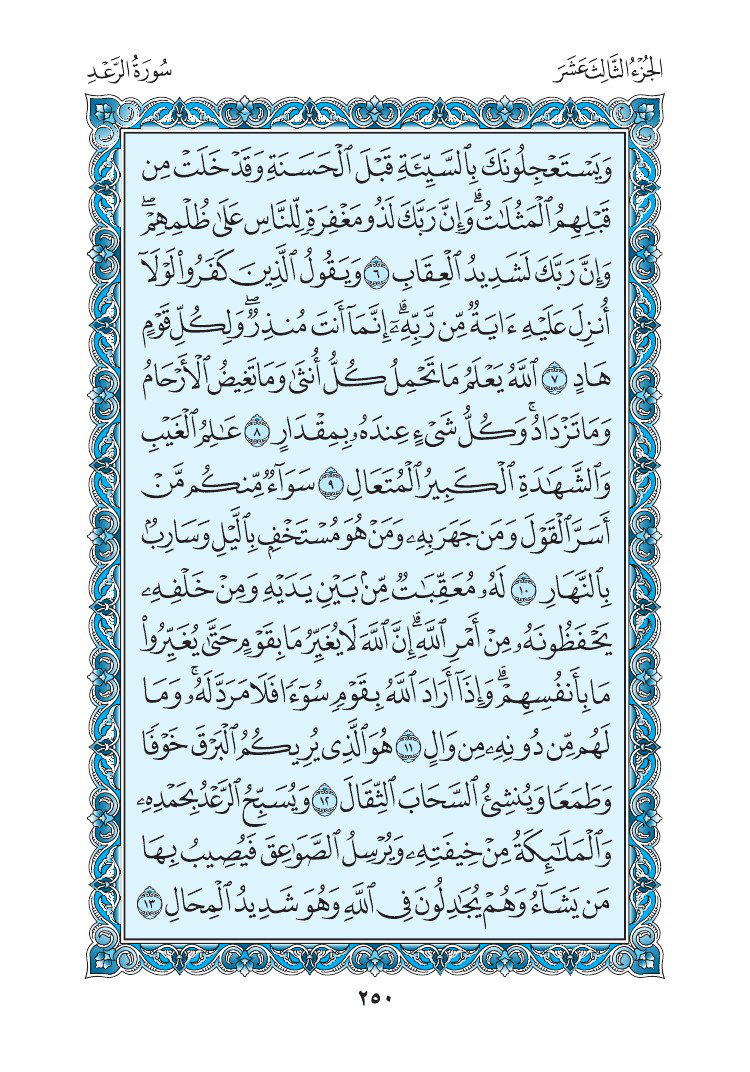 الجُزْءُ الثَّالِثَ عَشَرَ
سُورَةُ الرَّعْدِ
وَيَسْتَعْجِلُونَكَ بِٱلسَّيِّئَةِ قَبْلَ ٱلْحَسَنَةِ وَقَدْ خَلَتْ مِن
قَبْلِهِمُ ٱلْمَثُلَٰتُۗ وَإِنَّ رَبَّكَ لَذُو مَغْفِرَةٍ لِّلنَّاسِ عَلَىٰ ظُلْمِهِمْۖ
وَإِنَّ رَبَّكَ لَشَدِيدُ ٱلْعِقَابِ ٦ وَيَقُولُ ٱلَّذِينَ كَفَرُوا۟ لَوْلَآ
أُنزِلَ عَلَيْهِ ءَايَةٌ مِّن رَّبِّهِۦٓۗ إِنَّمَآ أَنتَ مُنذِرٌۖ وَلِكُلِّ قَوْمٍ
هَادٍ ٧ ٱللَّهُ يَعْلَمُ مَا تَحْمِلُ كُلُّ أُنثَىٰ وَمَا تَغِيضُ ٱلْأَرْحَامُ
وَمَا تَزْدَادُۚ وَكُلُّ شَىْءٍ عِندَهُۥ بِمِقْدَارٍ ٨ عَٰلِمُ ٱلْغَيْبِ
وَٱلشَّهَٰدَةِ ٱلْكَبِيرُ ٱلْمُتَعَالِ ٩ سَوَآءٌ مِّنكُم مَّنْ
أَسَرَّ ٱلْقَوْلَ وَمَن جَهَرَ بِهِۦ وَمَنْ هُوَ مُسْتَخْفٍۭ بِٱلَّيْلِ وَسَارِبٌۢ
بِٱلنَّهَارِ ١٠ لَهُۥ مُعَقِّبَٰتٌ مِّنۢ بَيْنِ يَدَيْهِ وَمِنْ خَلْفِهِۦ
يَحْفَظُونَهُۥ مِنْ أَمْرِ ٱللَّهِۗ إِنَّ ٱللَّهَ لَا يُغَيِّرُ مَا بِقَوْمٍ حَتَّىٰ يُغَيِّرُوا۟
مَا بِأَنفُسِهِمْۗ وَإِذَآ أَرَادَ ٱللَّهُ بِقَوْمٍ سُوٓءًا فَلَا مَرَدَّ لَهُۥۚ وَمَا
لَهُم مِّن دُونِهِۦ مِن وَالٍ ١١ هُوَ ٱلَّذِى يُرِيكُمُ ٱلْبَرْقَ خَوْفًا
وَطَمَعًا وَيُنشِئُ ٱلسَّحَابَ ٱلثِّقَالَ ١٢ وَيُسَبِّحُ ٱلرَّعْدُ بِحَمْدِهِۦ
وَٱلْمَلَٰٓئِكَةُ مِنْ خِيفَتِهِۦ وَيُرْسِلُ ٱلصَّوَٰعِقَ فَيُصِيبُ بِهَا
مَن يَشَآءُ وَهُمْ يُجَٰدِلُونَ فِى ٱللَّهِ وَهُوَ شَدِيدُ ٱلْمِحَالِ ١٣
٢٥٠